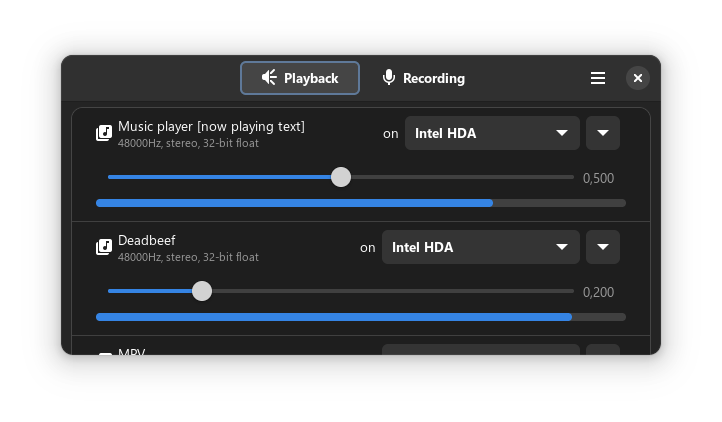 Playback Recording
Music player [now playing text] on Intel HDA
48000Hz, stereo, 32-bit float
0,500
Deadbeef on Intel HDA
48000Hz, stereo, 32-bit float
0,200
MPV